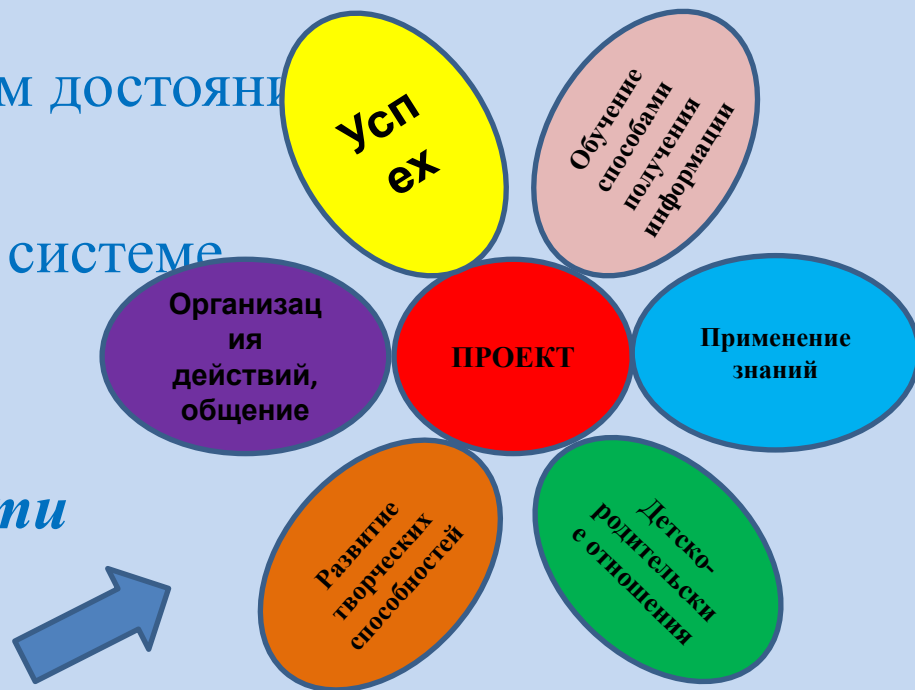 м достояни
системе
ти
Усп
ех
Обучение
способами
получения
информации
Организац
ия
действий,
общение
ПРОЕКТ
Применение
знаний
Развитие
творческих
способностей
Детско-
родительски
е отношения